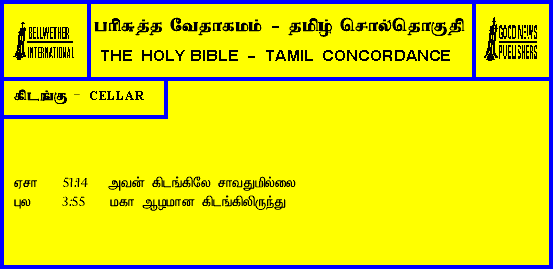 BELLWETHER
INTERNATIONAL
பரிசுத்த வேதாகமம் - தமிழ் சொல்தொகுதி
THE HOLY BIBLE - TAMIL CONCORDANCE
GOOD NEWS
PUBLISHERS
கிடங்கு - CELLAR
ஏசா 51:14 அவன் கிடங்கிலே சாவதுமில்லை
புல 3:55 மகா ஆழமான கிடங்கிலிருந்து